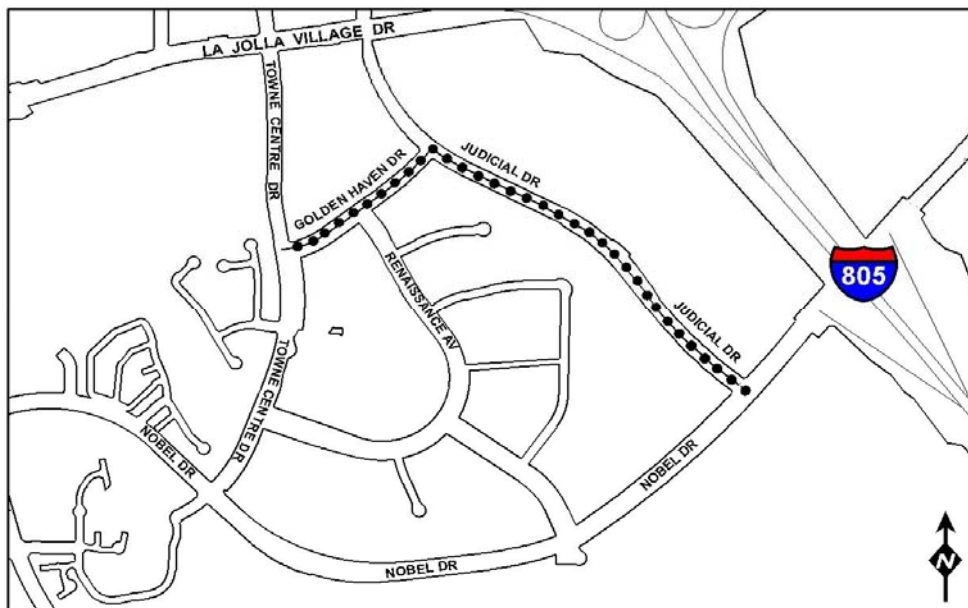 LA JOLLA VILLAGE DR
TOWNE CENTRE DR
GOLDEN HAVEN DR
JUDICIAL DR
RENAISSANCE AV
805
JUDICIAL DR
TOWNE CENTRE DR
NOBEL DR
NOBEL DR
NOBEL DR
N